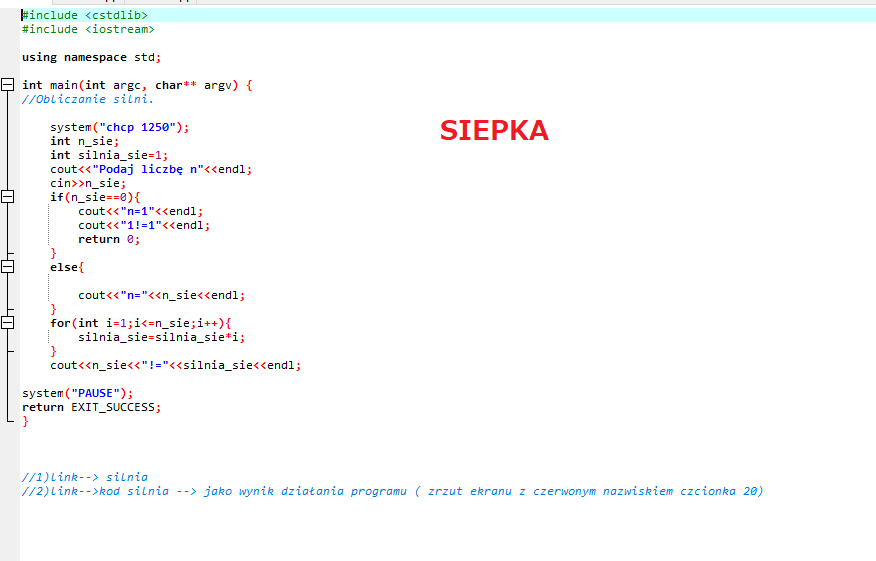 #include <cstdlib>
#include <iostream>
using namespace std;
int main(int argc, char** argv) {
//Obliczanie silni.
system("chcp 1250");
SIEPKA
int n_sie;
int silnia_sie=1;
cout<<"Podaj liczbę n"<<endl;
cin>>n_sie;
if(n_sie==0){
cout<<"n=1"<<endl;
cout<<"1!=1"<<endl;
return 0;
}
else{
cout<<"n="<<n_sie<<endl;
}
for(int i=1;i<=n_sie;i++){
silnia_sie=silnia_sie*i;
}
cout<<n_sie<<"!="<<silnia_sie<<endl;
system("PAUSE");
return EXIT_SUCCESS;
}
//1)link--> silnia
//2)link-->kod silnia --> jako wynik działania programu ( zrzut ekranu z czerwonym nazwiskiem czcionka 20)